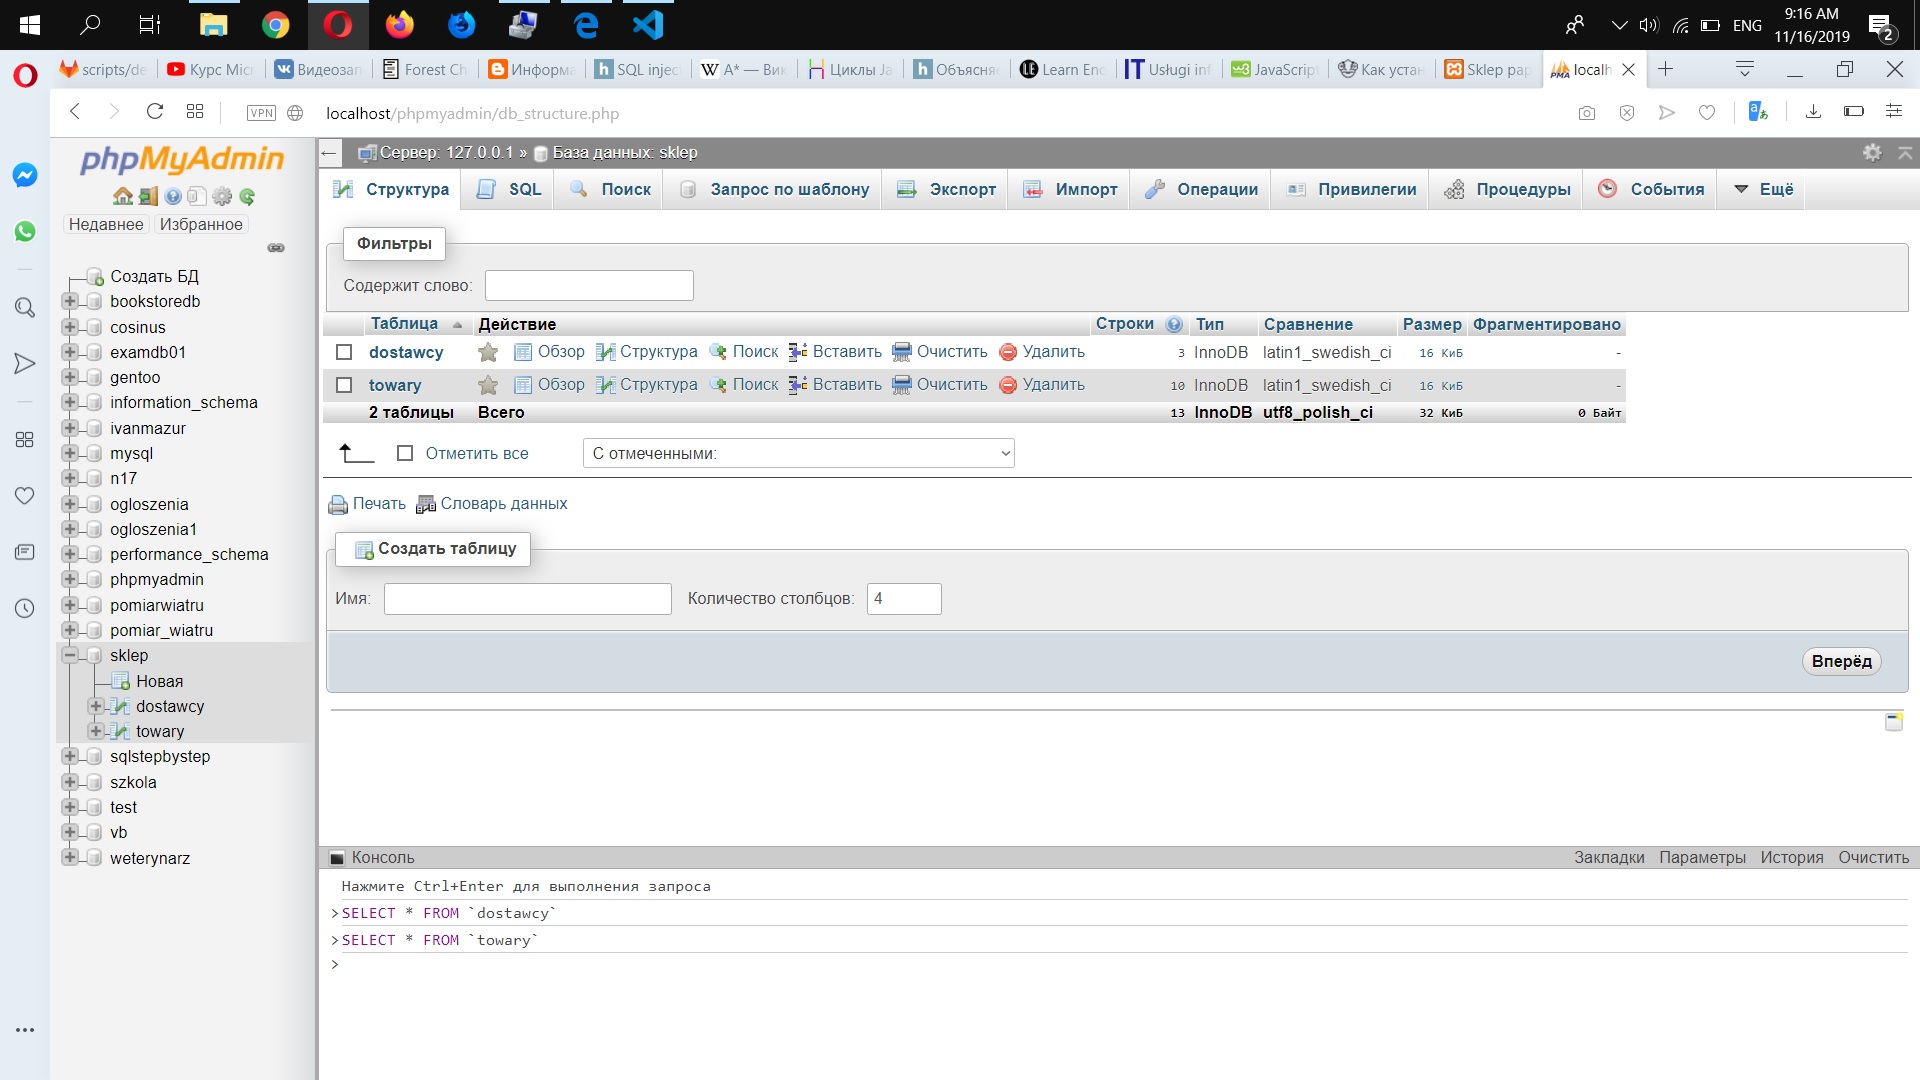 ENG
9:16 AM
11/16/2019
2
scripts/de
Курс Micr
Видеозап
Forest Ch
Информа
SQL injec
A* — Вик
Циклы Ja
Объясняе
Learn Enc
Usługi inf
JavaScript
Как устан
Sklep pap
localh
VPN
localhost/phpmyadmin/db_structure.php
phpMyAdmin
Недавнее Избранное
Создать БД
bookstoredb
cosinus
examdb01
gentoo
information_schema
ivanmazur
mysql
n17
ogloszenia
ogloszenia1
performance_schema
phpmyadmin
pomiarwiatru
pomiar_wiatru
sklep
Новая
dostawcy
towary
sqlstepbystep
szkola
test
vb
weterynarz
Сервер: 127.0.0.1 » База данных: sklep
Структура SQL Поиск Запрос по шаблону Экспорт Импорт Операции Привилегии Процедуры События Ещё
Фильтры
Содержит слово:
Таблица Действие Строки Тип Сравнение Размер Фрагментировано
dostawcy Обзор Структура Поиск Вставить Очистить Удалить 3 InnoDB latin1_swedish_ci 16 КиБ -
towary Обзор Структура Поиск Вставить Очистить Удалить 10 InnoDB latin1_swedish_ci 16 КиБ -
2 таблицы Всего 13 InnoDB utf8_polish_ci 32 КиБ 0 Байт
Отметить все С отмеченными:
Печать Словарь данных
Создать таблицу
Имя: Количество столбцов: 4
Вперёд
Консоль Закладки Параметры История Очистить
Нажмите Ctrl+Enter для выполнения запроса
>SELECT * FROM `dostawcy`
>SELECT * FROM `towary`
>